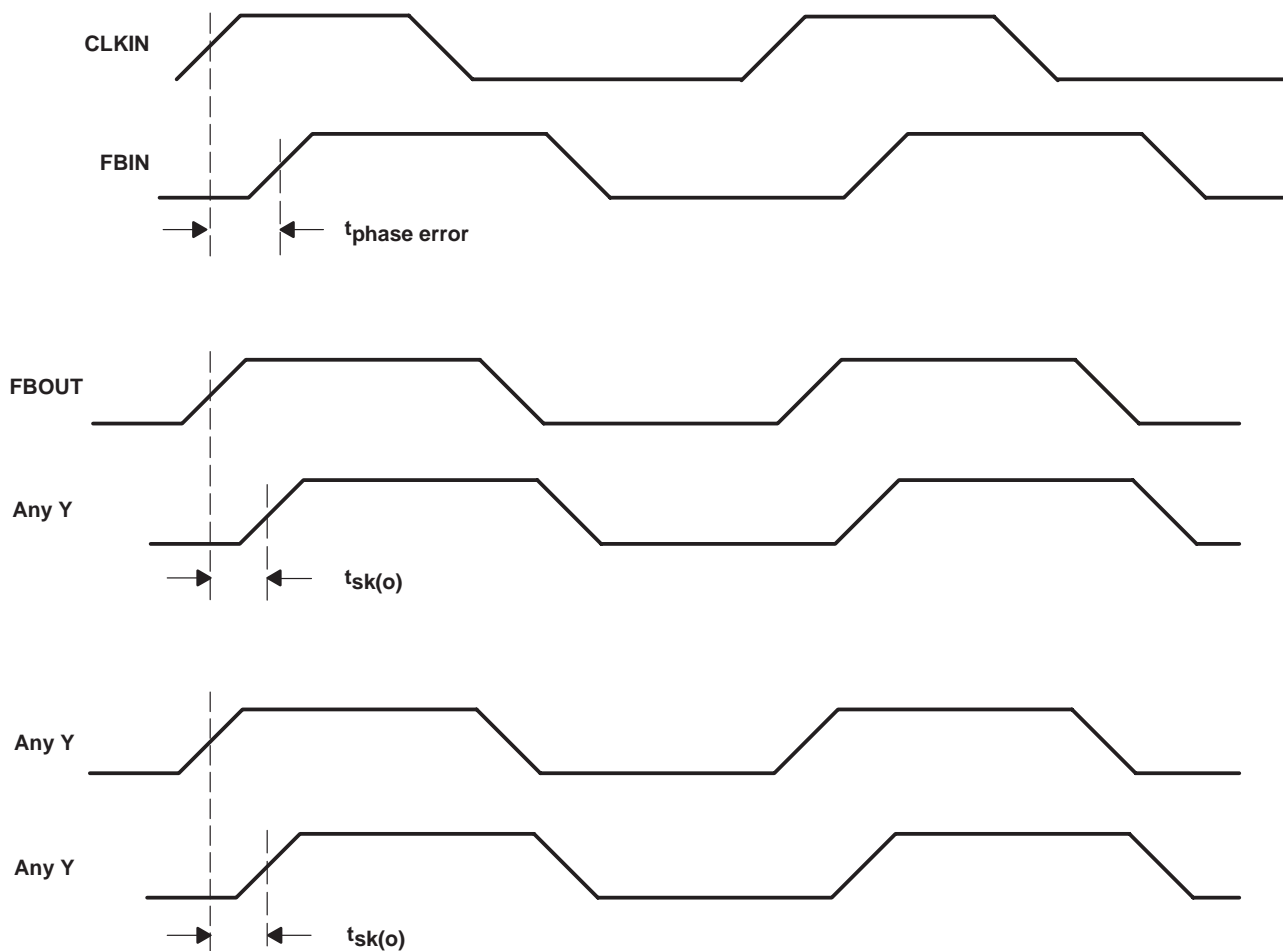 CLKIN
FBIN
tphase error
FBOUT
Any Y
tsk(o)
Any Y
Any Y
tsk(o)